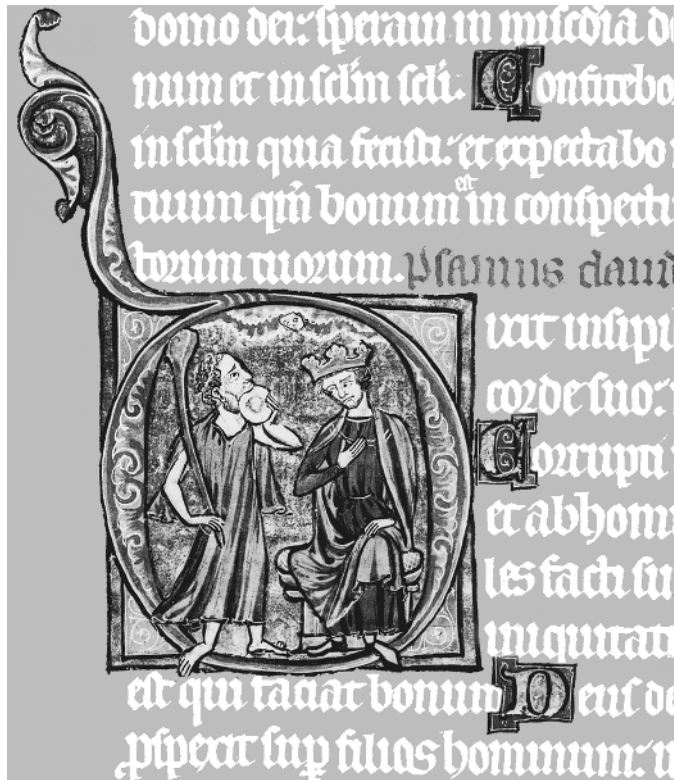 domo dei: speraui in mịscḋia de
num et in sclm scli. Confitebo
in sclm quia fecisti: et expectabo
tuum qm̄ bonum est in conspectu
torum tuorum. psalmus dauid
ixit insipi
corde suo:
Corrupti
et abhomi
les facti su
iniquitati
est qui faciat bonum Deus de
pspexit sup filios hominum: